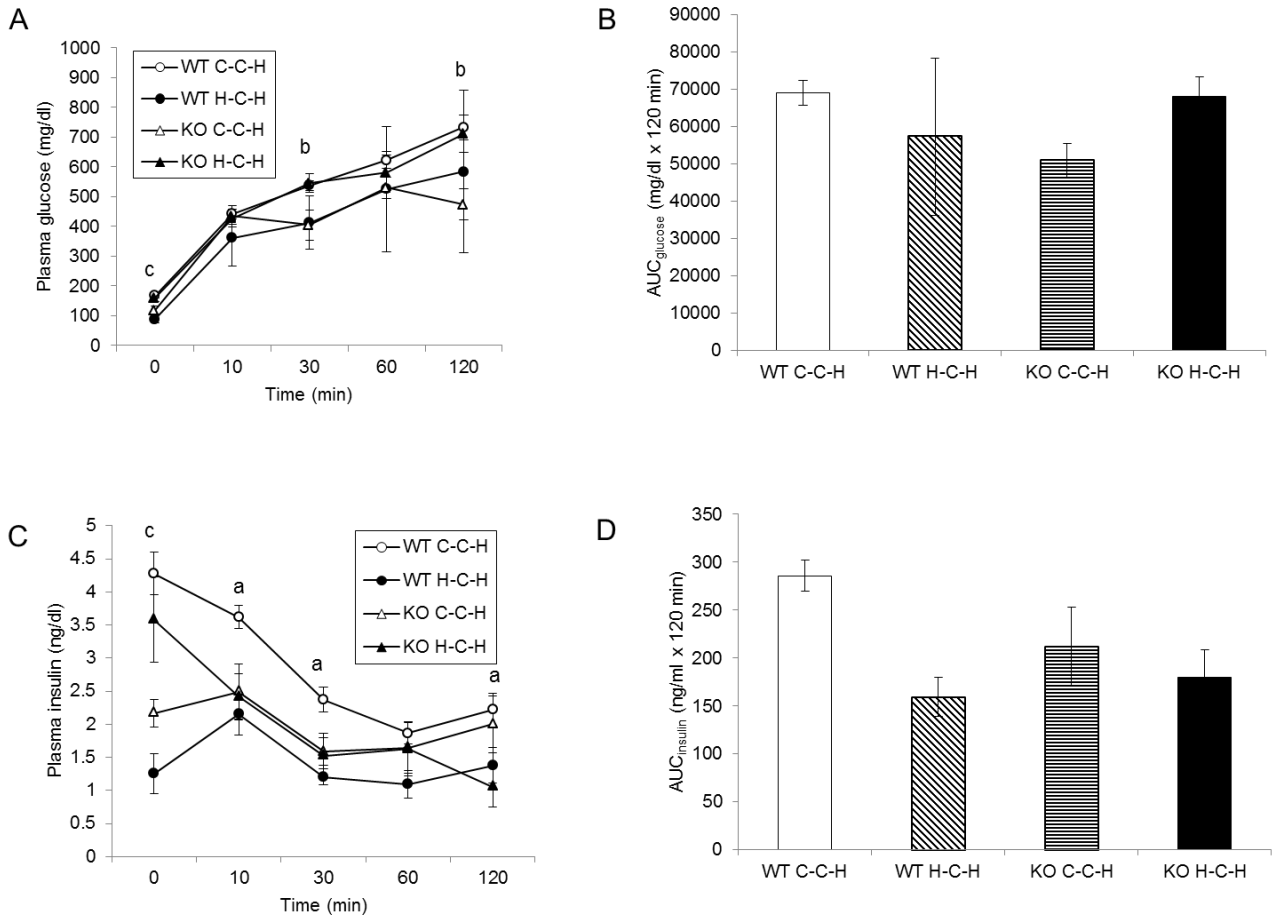 A
1000
900
800
700
600
500
400
300
200
100
0
Plasma glucose (mg/dl)
WT C-C-H
WT H-C-H
KO C-C-H
KO H-C-H
c
b
b
0 10 30 60 120
Time (min)
B
90000
80000
70000
60000
50000
40000
30000
20000
10000
0
AUCglucose (mg/dl x 120 min)
WT C-C-H WT H-C-H KO C-C-H KO H-C-H
C
5
4.5
4
3.5
3
2.5
2
1.5
1
0.5
0
Plasma insulin (ng/dl)
WT C-C-H
WT H-C-H
KO C-C-H
KO H-C-H
c
a
a
a
0 10 30 60 120
Time (min)
D
350
300
250
200
150
100
50
0
AUCinsulin (ng/ml x 120 min)
WT C-C-H WT H-C-H KO C-C-H KO H-C-H